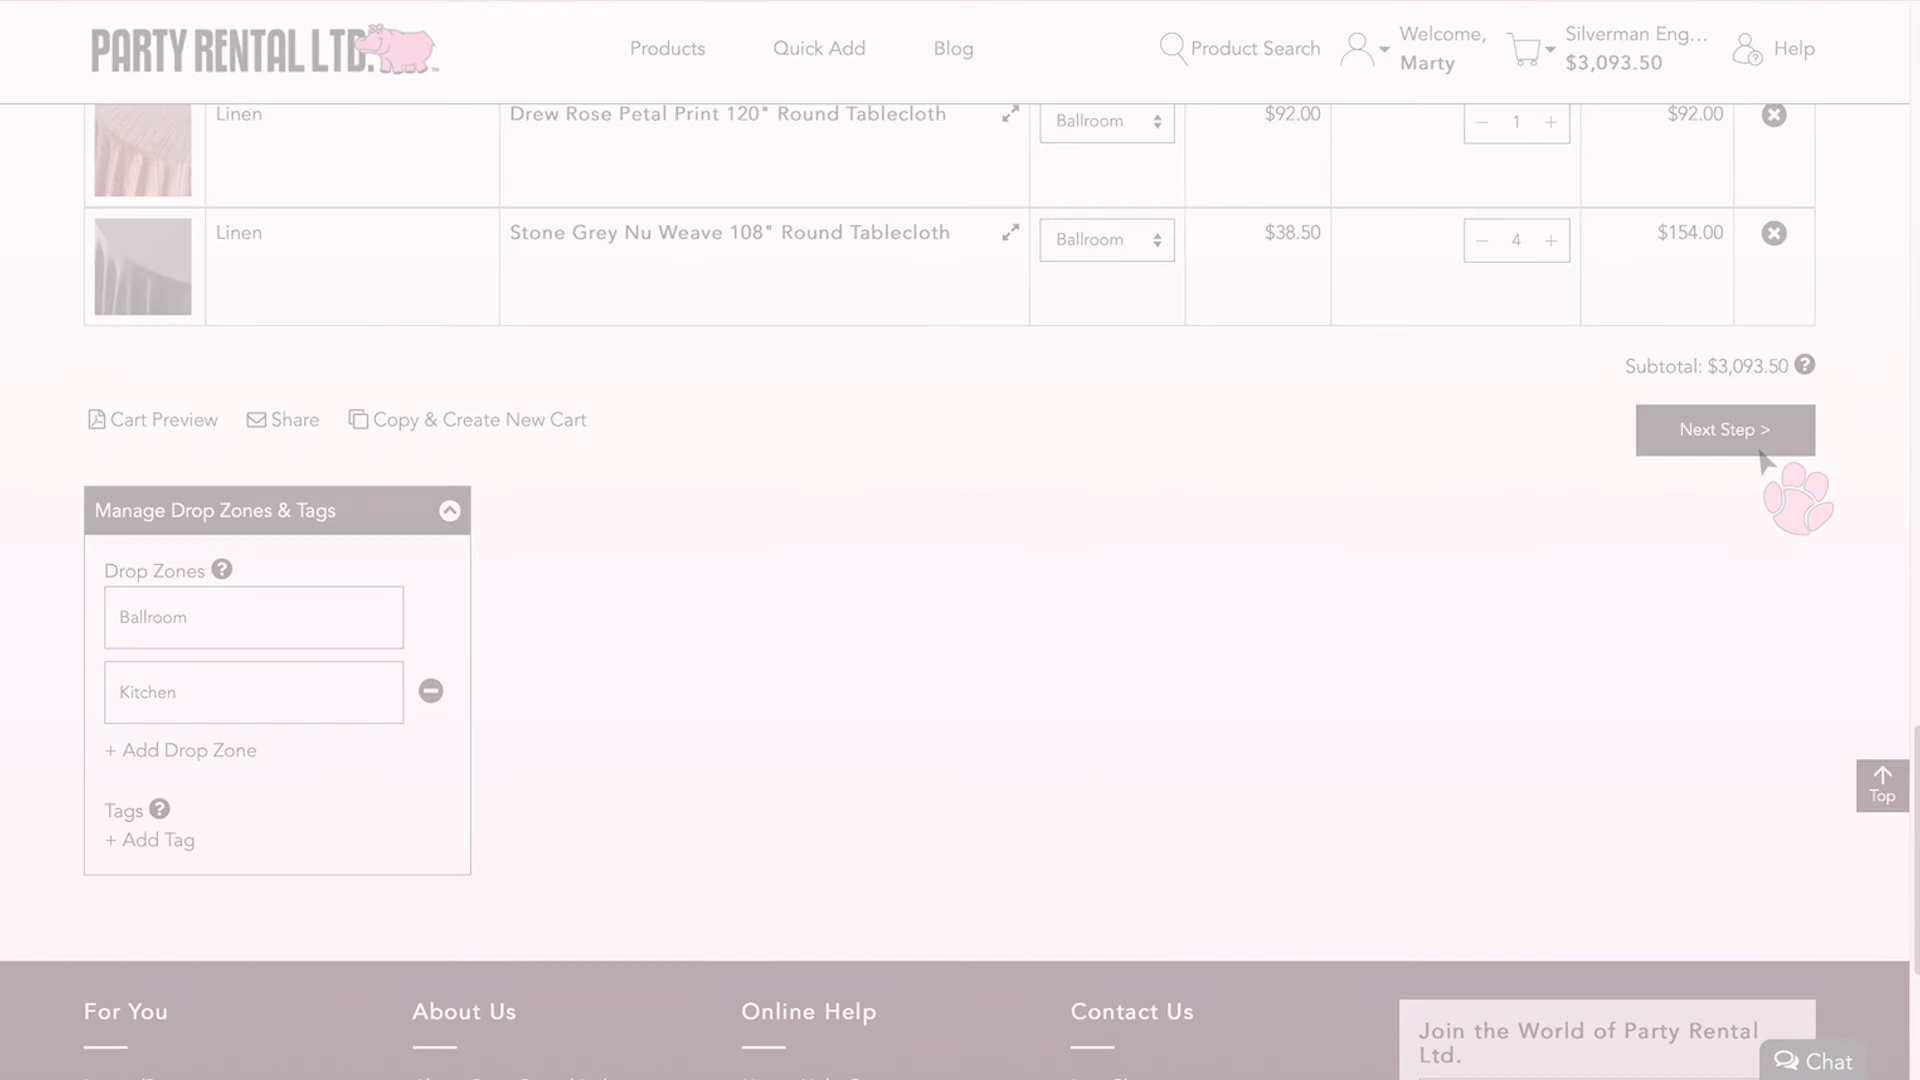 PARTY RENTAL LTD.
Products
Quick Add
Blog
Product Search
Welcome,
Marty
Silverman Eng...
$3,093.50
Help
Linen
Drew Rose Petal Print 120" Round Tablecloth
Ballroom
$92.00
1
$92.00
Linen
Stone Grey Nu Weave 108" Round Tablecloth
Ballroom
$38.50
4
$154.00
Subtotal: $3,093.50
Cart Preview
Share
Copy & Create New Cart
Next Step >
Manage Drop Zones & Tags
Drop Zones
Ballroom
Kitchen
+ Add Drop Zone
Tags
+ Add Tag
Top
For You
About Us
Online Help
Contact Us
Join the World of Party Rental
Ltd.
Chat